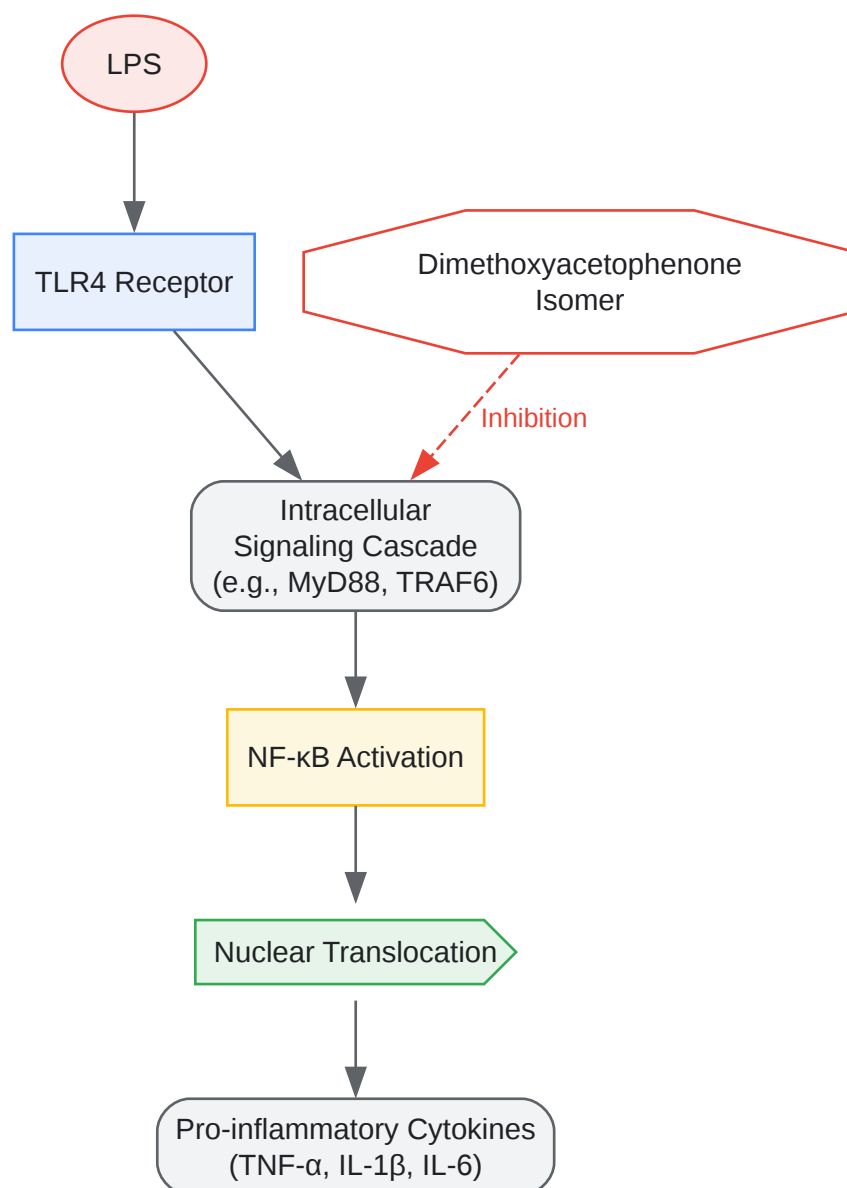 LPS
TLR4 Receptor
Dimethoxyacetophenone
Isomer
Inhibition
Intracellular
Signaling Cascade
(e.g., MyD88, TRAF6)
NF-κB Activation
Nuclear Translocation
Pro-inflammatory Cytokines
(TNF-α, IL-1β, IL-6)